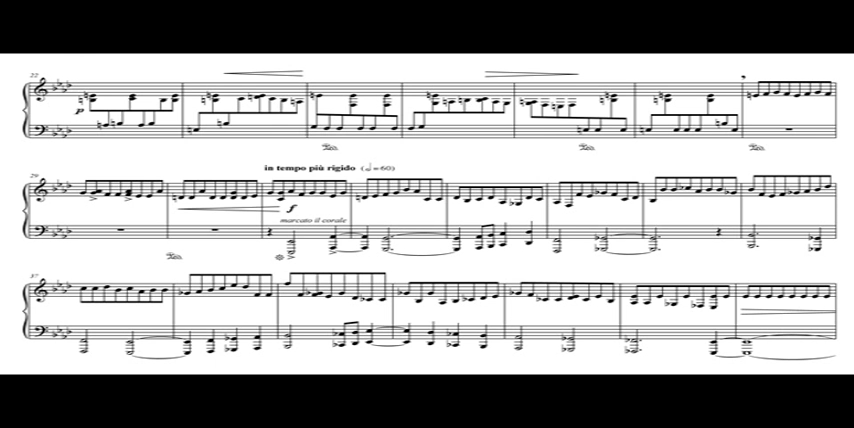 22
p
29
in tempo più rigido (𝅗𝅥=60)
f
marcato il corale
37